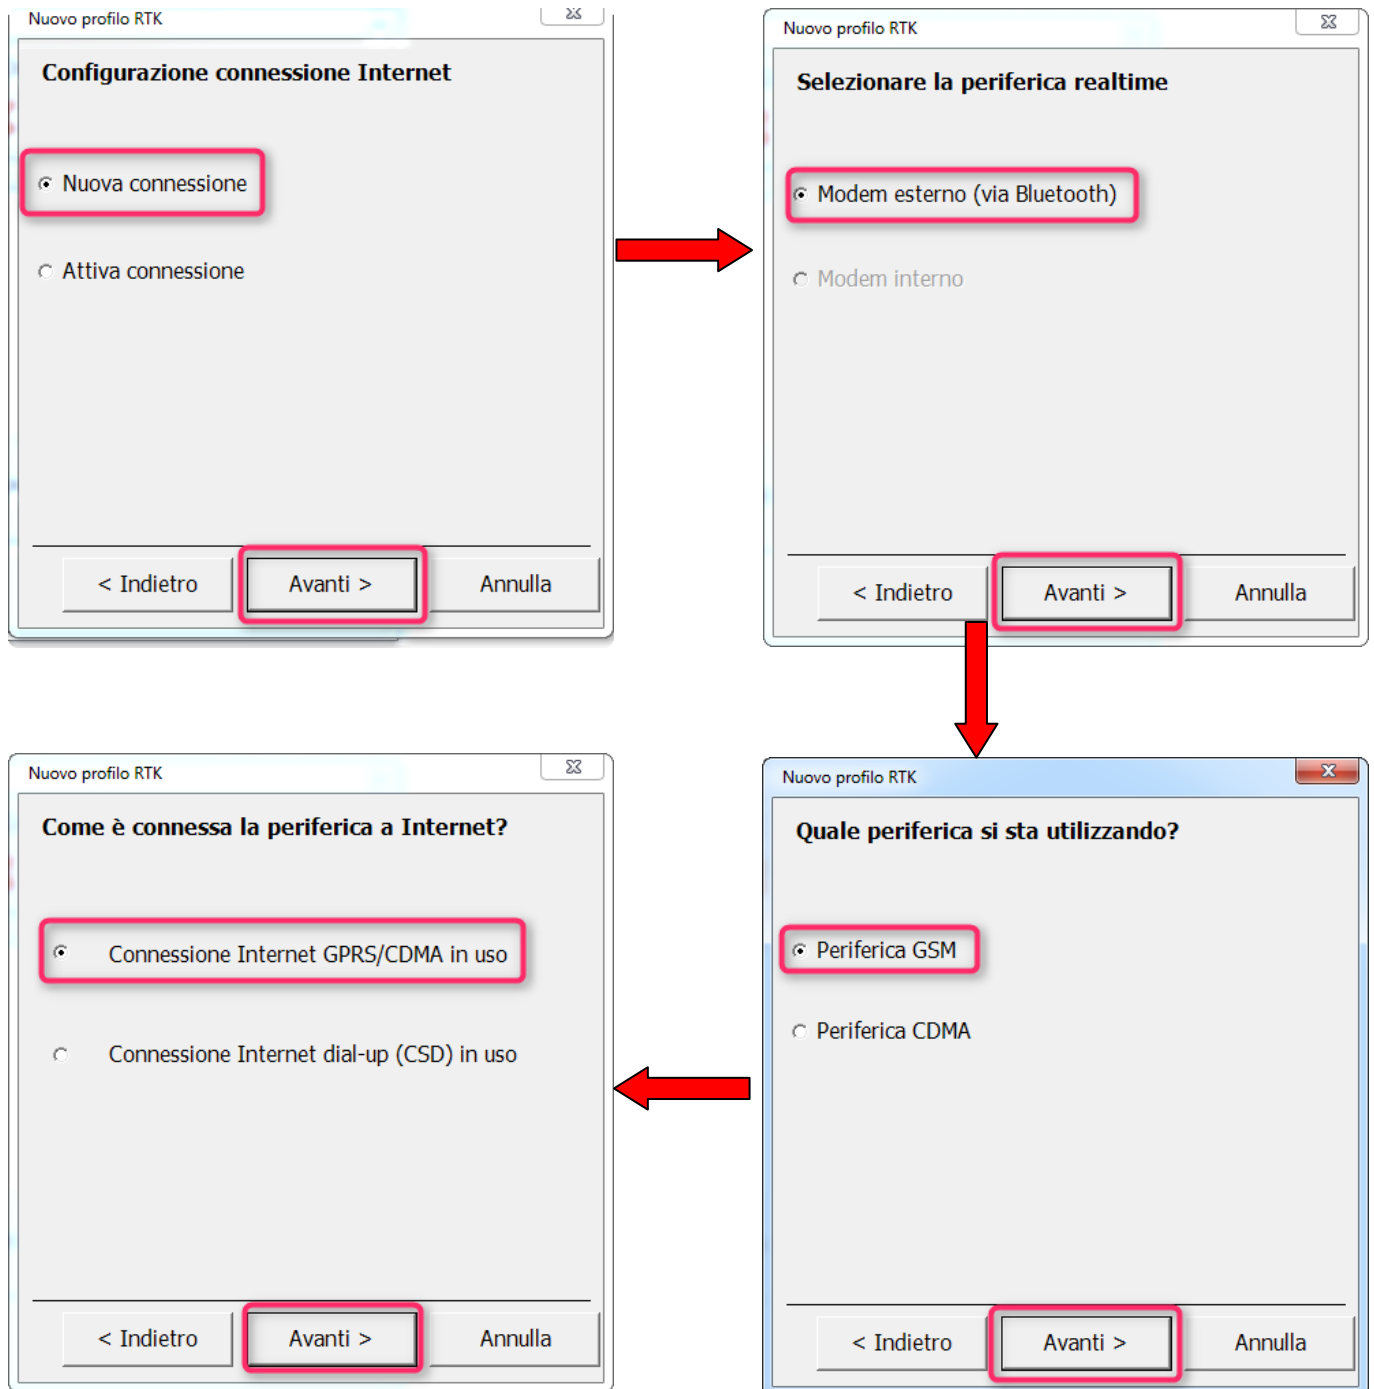 Nuovo profilo RTK
Configurazione connessione Internet
Nuova connessione
Attiva connessione
< Indietro
Avanti >
Annulla
Nuovo profilo RTK
Selezionare la periferica realtime
Modem esterno (via Bluetooth)
Modem interno
< Indietro
Avanti >
Annulla
Nuovo profilo RTK
Quale periferica si sta utilizzando?
Periferica GSM
Periferica CDMA
< Indietro
Avanti >
Annulla
Nuovo profilo RTK
Come è connessa la periferica a Internet?
Connessione Internet GPRS/CDMA in uso
Connessione Internet dial-up (CSD) in uso
< Indietro
Avanti >
Annulla